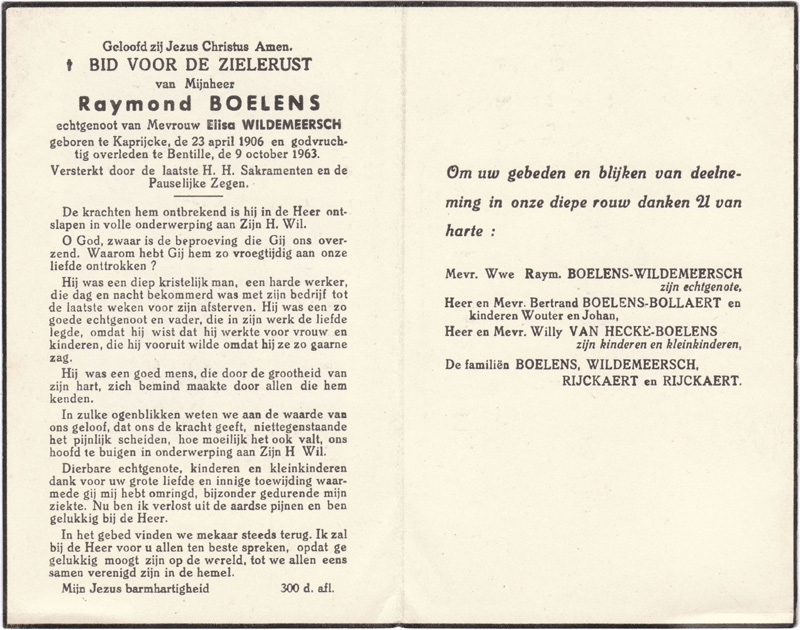 Geloofd zij Jezus Christus Amen.
✝ BID VOOR DE ZIELERUST
van Mijnheer
Raymond BOELENS
echtgenoot van Mevrouw Elisa WILDEMEERSCH
geboren te Kaprijcke, de 23 april 1906 en godvruch-
tig overleden te Bentille, de 9 october 1963.
Versterkt door de laatste H. H. Sakramenten en de
Pauselijke Zegen.
De krachten hem ontbrekend is hij in de Heer ont-
slapen in volle onderwerping aan Zijn H. Wil.
O God, zwaar is de beproeving die Gij ons over-
zend. Waarom hebt Gij hem zo vroegtijdig aan onze
liefde onttrokken ?
Hij was een diep kristelijk man, een harde werker,
die dag en nacht bekommerd was met zijn bedrijf tot
de laatste weken voor zijn afsterven. Hij was een zo
goede echtgenoot en vader, die in zijn werk de liefde
legde, omdat hij wist dat hij werkte voor vrouw en
kinderen, die hij vooruit wilde omdat hij ze zo gaarne
zag.
Hij was een goed mens, die door de grootheid van
zijn hart, zich bemind maakte door allen die hem
kenden.
In zulke ogenblikken weten we aan de waarde van
ons geloof, dat ons de kracht geeft, niettegenstaande
het pijnlijk scheiden, hoe moeilijk het ook valt, ons
hoofd te buigen in onderwerping aan Zijn H Wil.
Dierbare echtgenote, kinderen en kleinkinderen
dank voor uw grote liefde en innige toewijding waar-
mede gij mij hebt omringd, bijzonder gedurende mijn
ziekte. Nu ben ik verlost uit de aardse pijnen en ben
gelukkig bij de Heer.
In het gebed vinden we mekaar steeds terug. Ik zal
bij de Heer voor u allen ten beste spreken, opdat ge
gelukkig moogt zijn op de wereld, tot we allen eens
samen verenigd zijn in de hemel.
Mijn Jezus barmhartigheid 300 d. afl.
Om uw gebeden en blijken van deelne-
ming in onze diepe rouw danken U van
harte :
Mevr. Wwe Raym. BOELENS-WILDEMEERSCH
zijn echtgenote,
Heer en Mevr. Bertrand BOELENS-BOLLAERT en
kinderen Wouter en Johan,
Heer en Mevr. Willy VAN HECKE-BOELENS
zijn kinderen en kleinkinderen,
De familiën BOELENS, WILDEMEERSCH,
RIJCKAERT en RIJCKAERT.